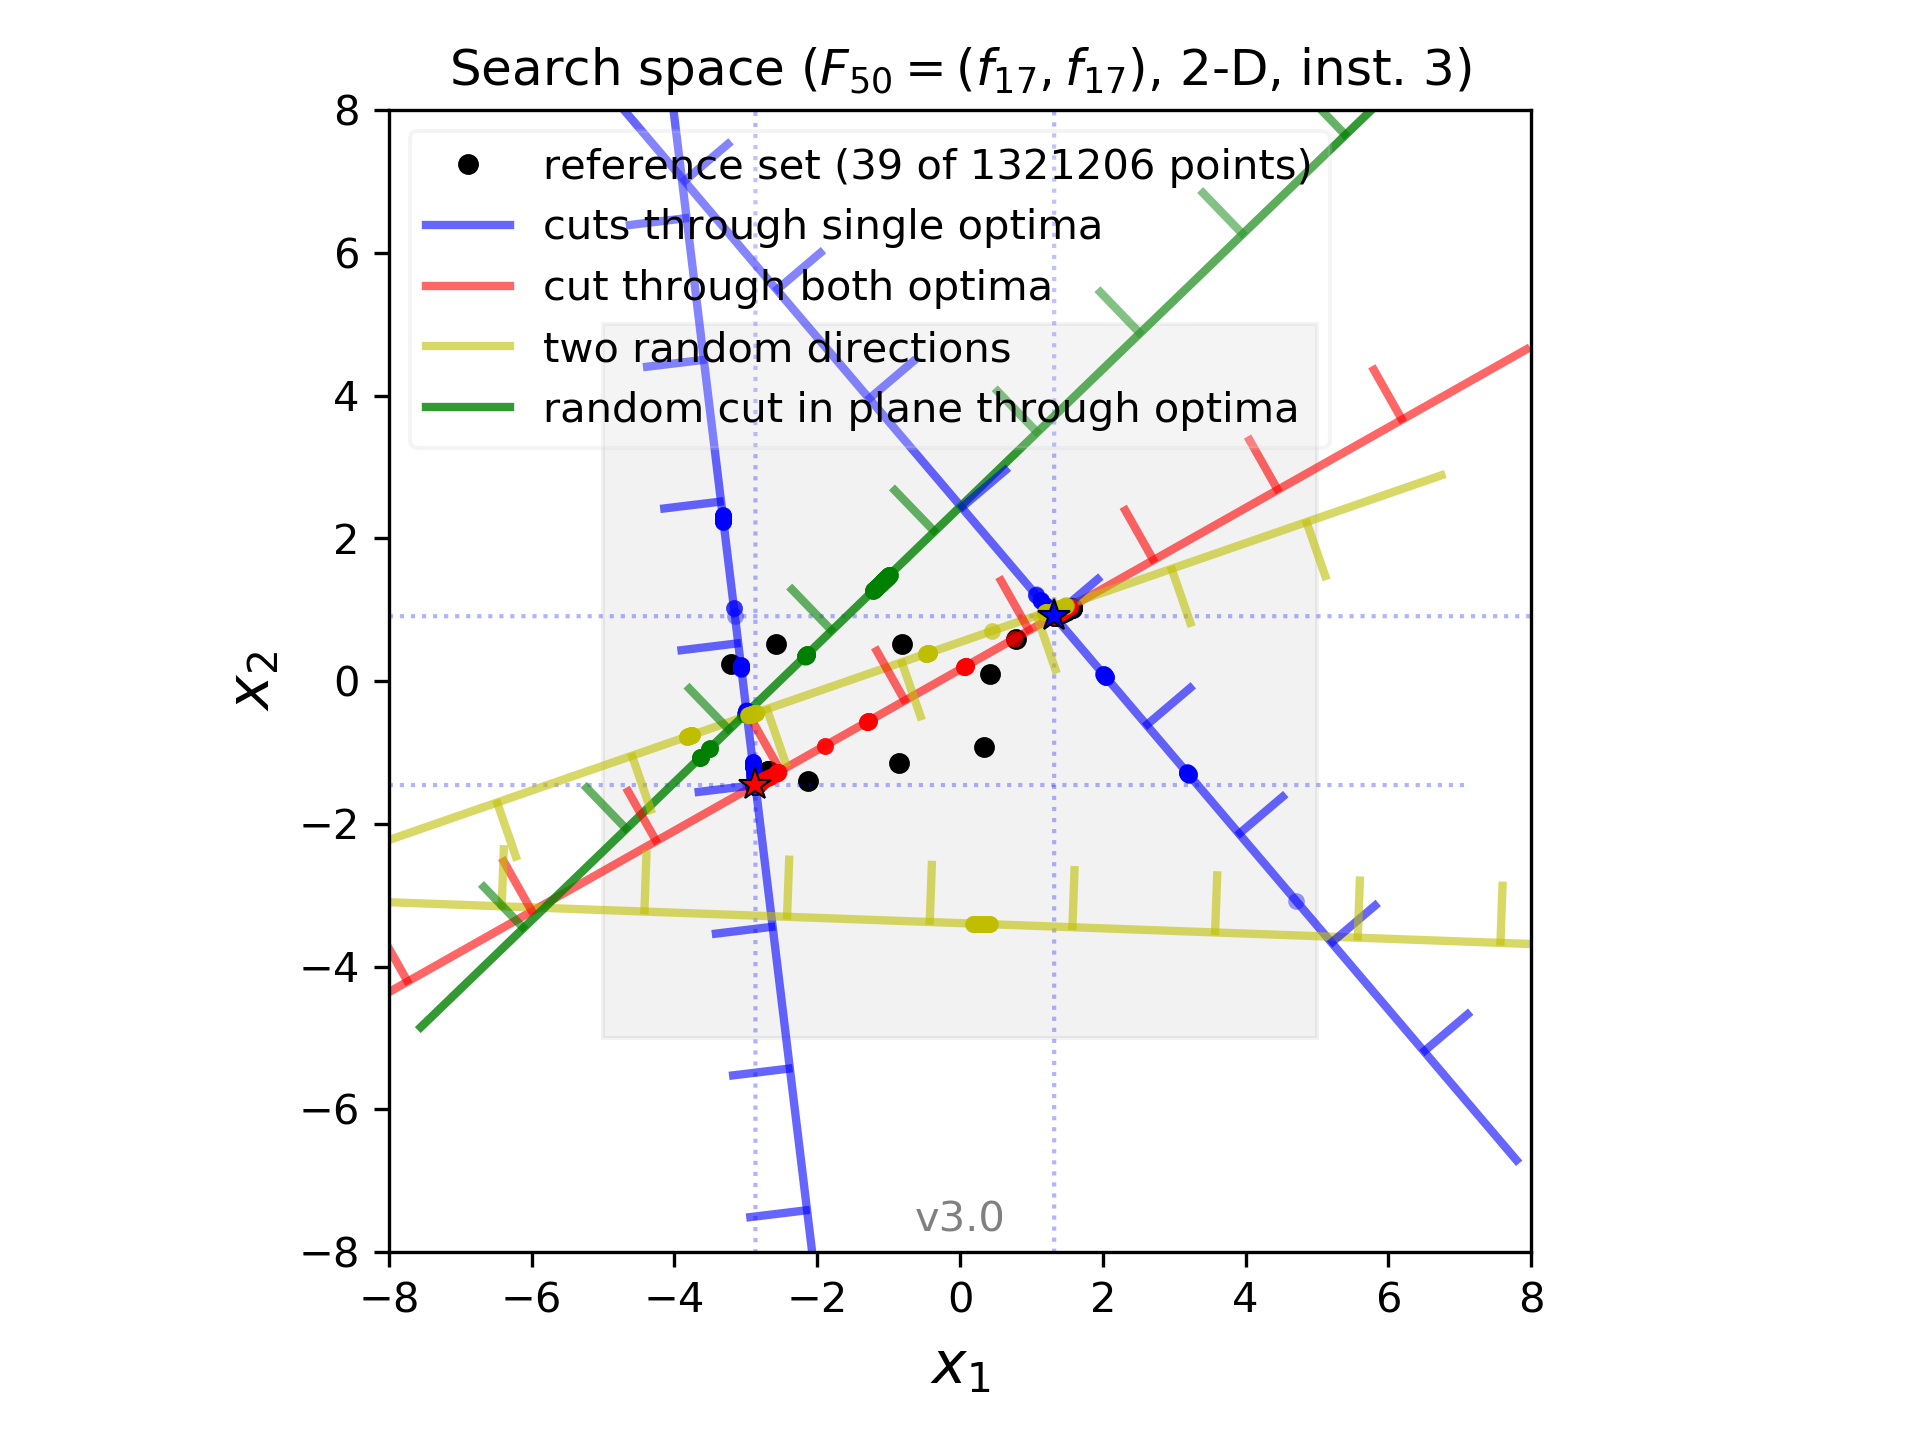 Search space (F50 = (f17, f17), 2-D, inst. 3)
8
6
4
2
0
−2
−4
−6
−8
x2
reference set (39 of 1321206 points)
cuts through single optima
cut through both optima
two random directions
random cut in plane through optima
v3.0
−8 −6 −4 −2 0 2 4 6 8
x1